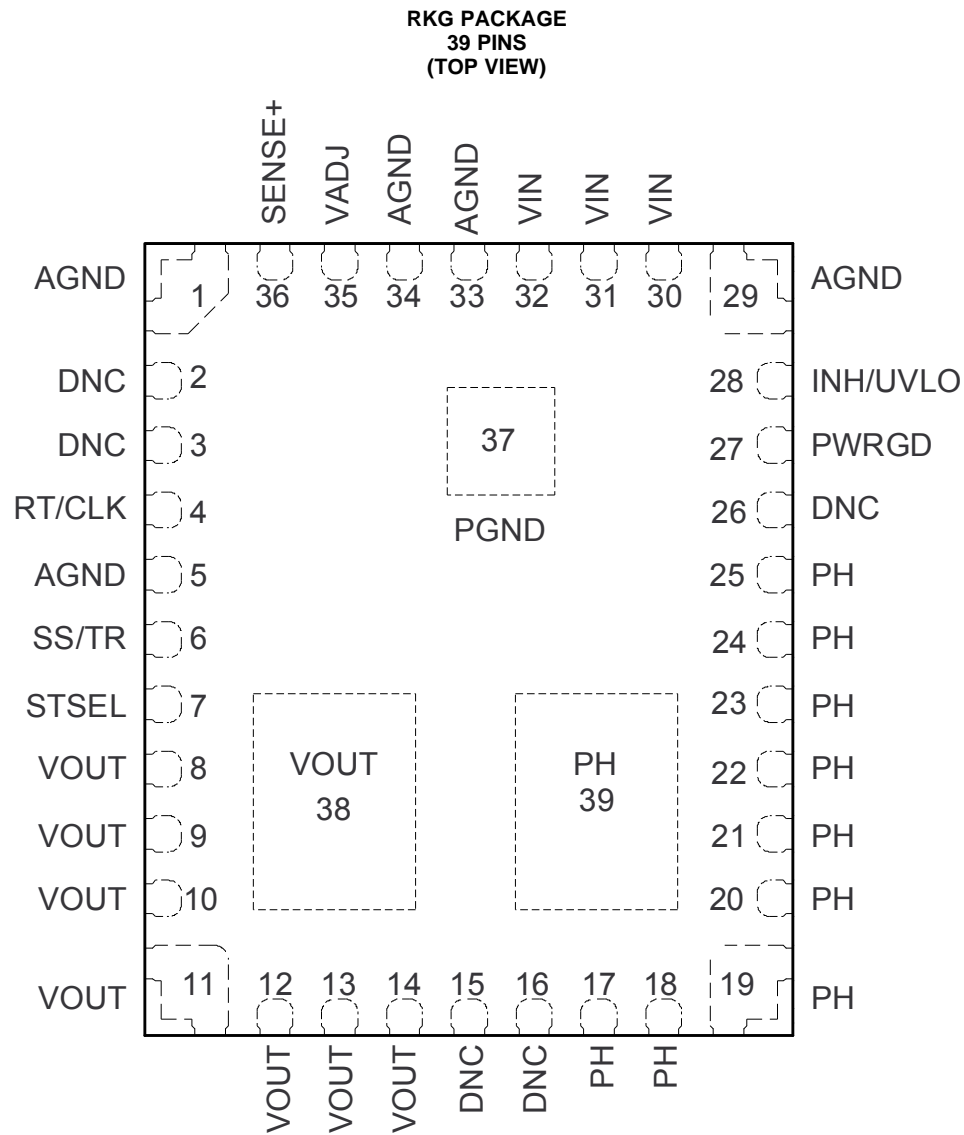 RKG PACKAGE
39 PINS
(TOP VIEW)
SENSE+
VADJ
AGND
AGND
VIN
VIN
VIN
AGND
1
36
35
34
33
32
31
30
29
AGND
DNC
2
28
INH/UVLO
DNC
3
37
27
PWRGD
RT/CLK
4
PGND
26
DNC
AGND
5
25
PH
SS/TR
6
24
PH
STSEL
7
23
PH
VOUT
8
VOUT
38
PH
39
22
PH
VOUT
9
21
PH
VOUT
10
20
PH
VOUT
11
12
13
14
15
16
17
18
19
PH
VOUT
VOUT
VOUT
DNC
DNC
PH
PH